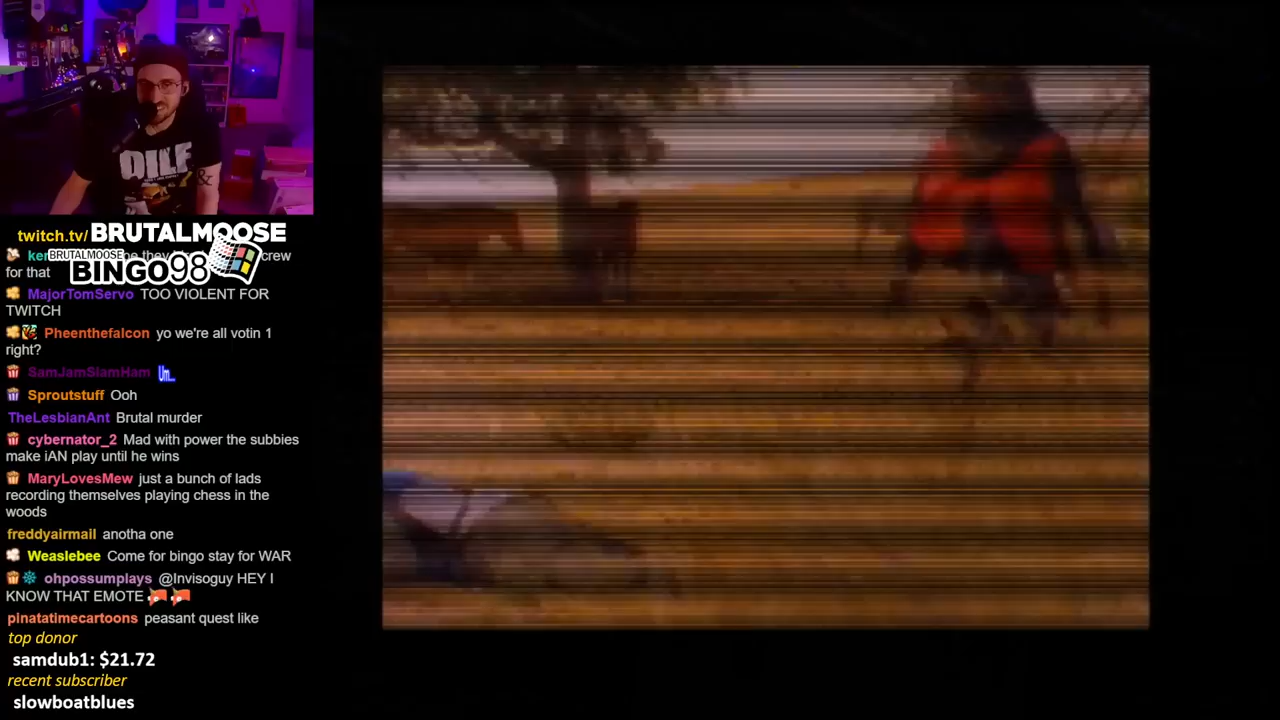 DILF
&
twitch.tv/BRUTALMOOSE
BRUTALMOOSE
BINGO98
crew
for that
MajorTomServo TOO VIOLENT FOR
TWITCH
Pheenthefalcon yo we're all votin 1
right?
SamJamSlamHam Um...
Sproutstuff Ooh
TheLesbianAnt Brutal murder
cybernator_2 Mad with power the subbies
make iAN play until he wins
MaryLovesMew just a bunch of lads
recording themselves playing chess in the
woods
freddyairmail anotha one
Weaslebee Come for bingo stay for WAR
ohpossumplays @Invisoguy HEY I
KNOW THAT EMOTE
pinatatimecartoons peasant quest like
top donor
samdub1: $21.72
recent subscriber
slowboatblues